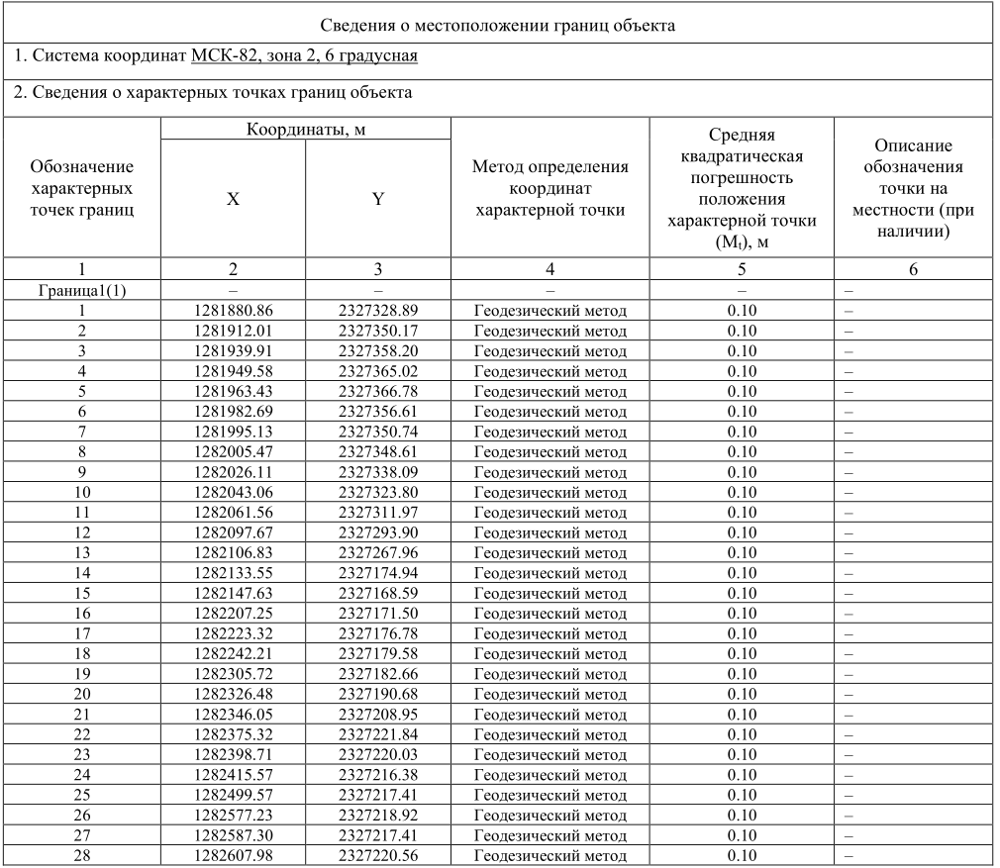 Сведения о местоположении границ объекта
1. Система координат МСК-82, зона 2, 6 градусная
2. Сведения о характерных точках границ объекта
Обозначение характерных точек границ
Координаты, м
X
Y
Метод определения координат характерной точки
Средняя квадратическая погрешность положения характерной точки (Mt), м
Описание обозначения точки на местности (при наличии)
1 2 3 4 5 6
Граница1(1) – – – – –
1 1281880.86 2327328.89 Геодезический метод 0.10 –
2 1281912.01 2327350.17 Геодезический метод 0.10 –
3 1281939.91 2327358.20 Геодезический метод 0.10 –
4 1281949.58 2327365.02 Геодезический метод 0.10 –
5 1281963.43 2327366.78 Геодезический метод 0.10 –
6 1281982.69 2327356.61 Геодезический метод 0.10 –
7 1281995.13 2327350.74 Геодезический метод 0.10 –
8 1282005.47 2327348.61 Геодезический метод 0.10 –
9 1282026.11 2327338.09 Геодезический метод 0.10 –
10 1282043.06 2327323.80 Геодезический метод 0.10 –
11 1282061.56 2327311.97 Геодезический метод 0.10 –
12 1282097.67 2327293.90 Геодезический метод 0.10 –
13 1282106.83 2327267.96 Геодезический метод 0.10 –
14 1282133.55 2327174.94 Геодезический метод 0.10 –
15 1282147.63 2327168.59 Геодезический метод 0.10 –
16 1282207.25 2327171.50 Геодезический метод 0.10 –
17 1282223.32 2327176.78 Геодезический метод 0.10 –
18 1282242.21 2327179.58 Геодезический метод 0.10 –
19 1282305.72 2327182.66 Геодезический метод 0.10 –
20 1282326.48 2327190.68 Геодезический метод 0.10 –
21 1282346.05 2327208.95 Геодезический метод 0.10 –
22 1282375.32 2327221.84 Геодезический метод 0.10 –
23 1282398.71 2327220.03 Геодезический метод 0.10 –
24 1282415.57 2327216.38 Геодезический метод 0.10 –
25 1282499.57 2327217.41 Геодезический метод 0.10 –
26 1282577.23 2327218.92 Геодезический метод 0.10 –
27 1282587.30 2327217.41 Геодезический метод 0.10 –
28 1282607.98 2327220.56 Геодезический метод 0.10 –